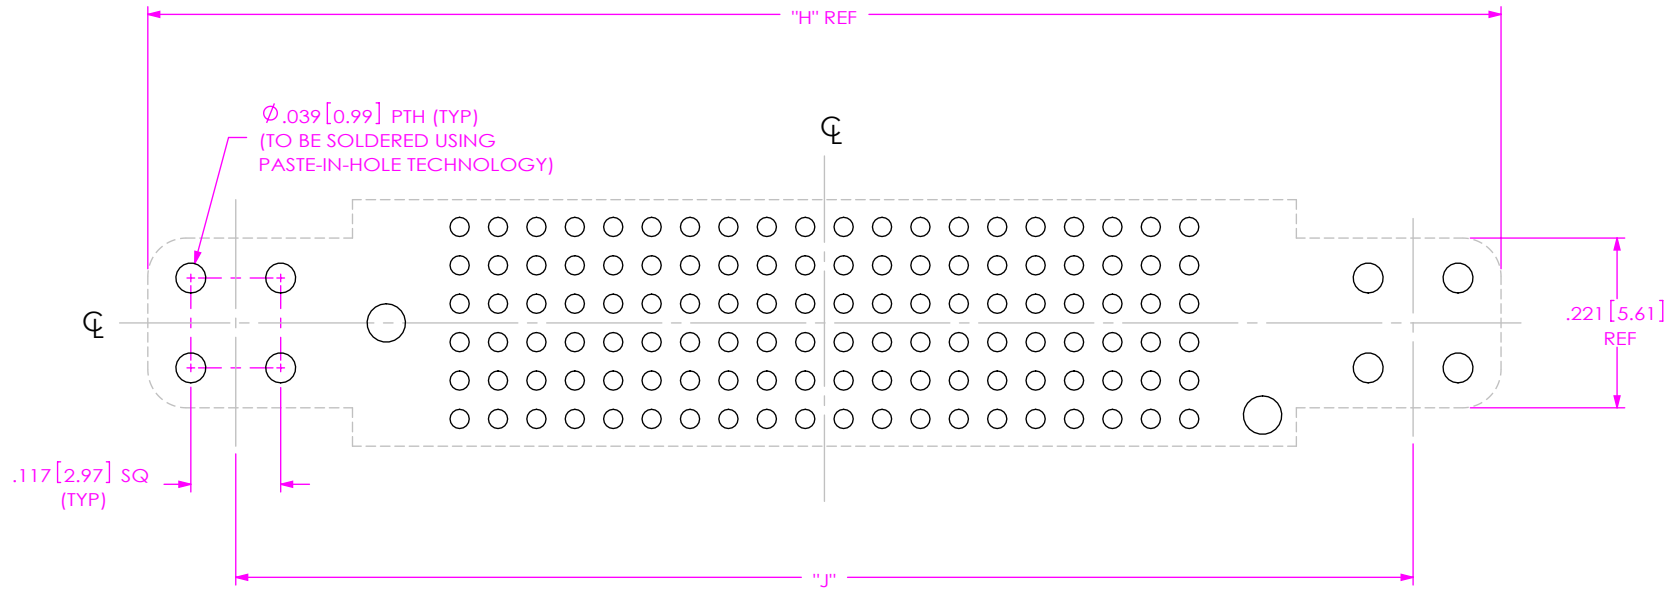 "H" REF
Ø.039[0.99] PTH (TYP)
(TO BE SOLDERED USING
PASTE-IN-HOLE TECHNOLOGY)
℄
℄
.221[5.61]
REF
.117[2.97] SQ
(TYP)
"J"